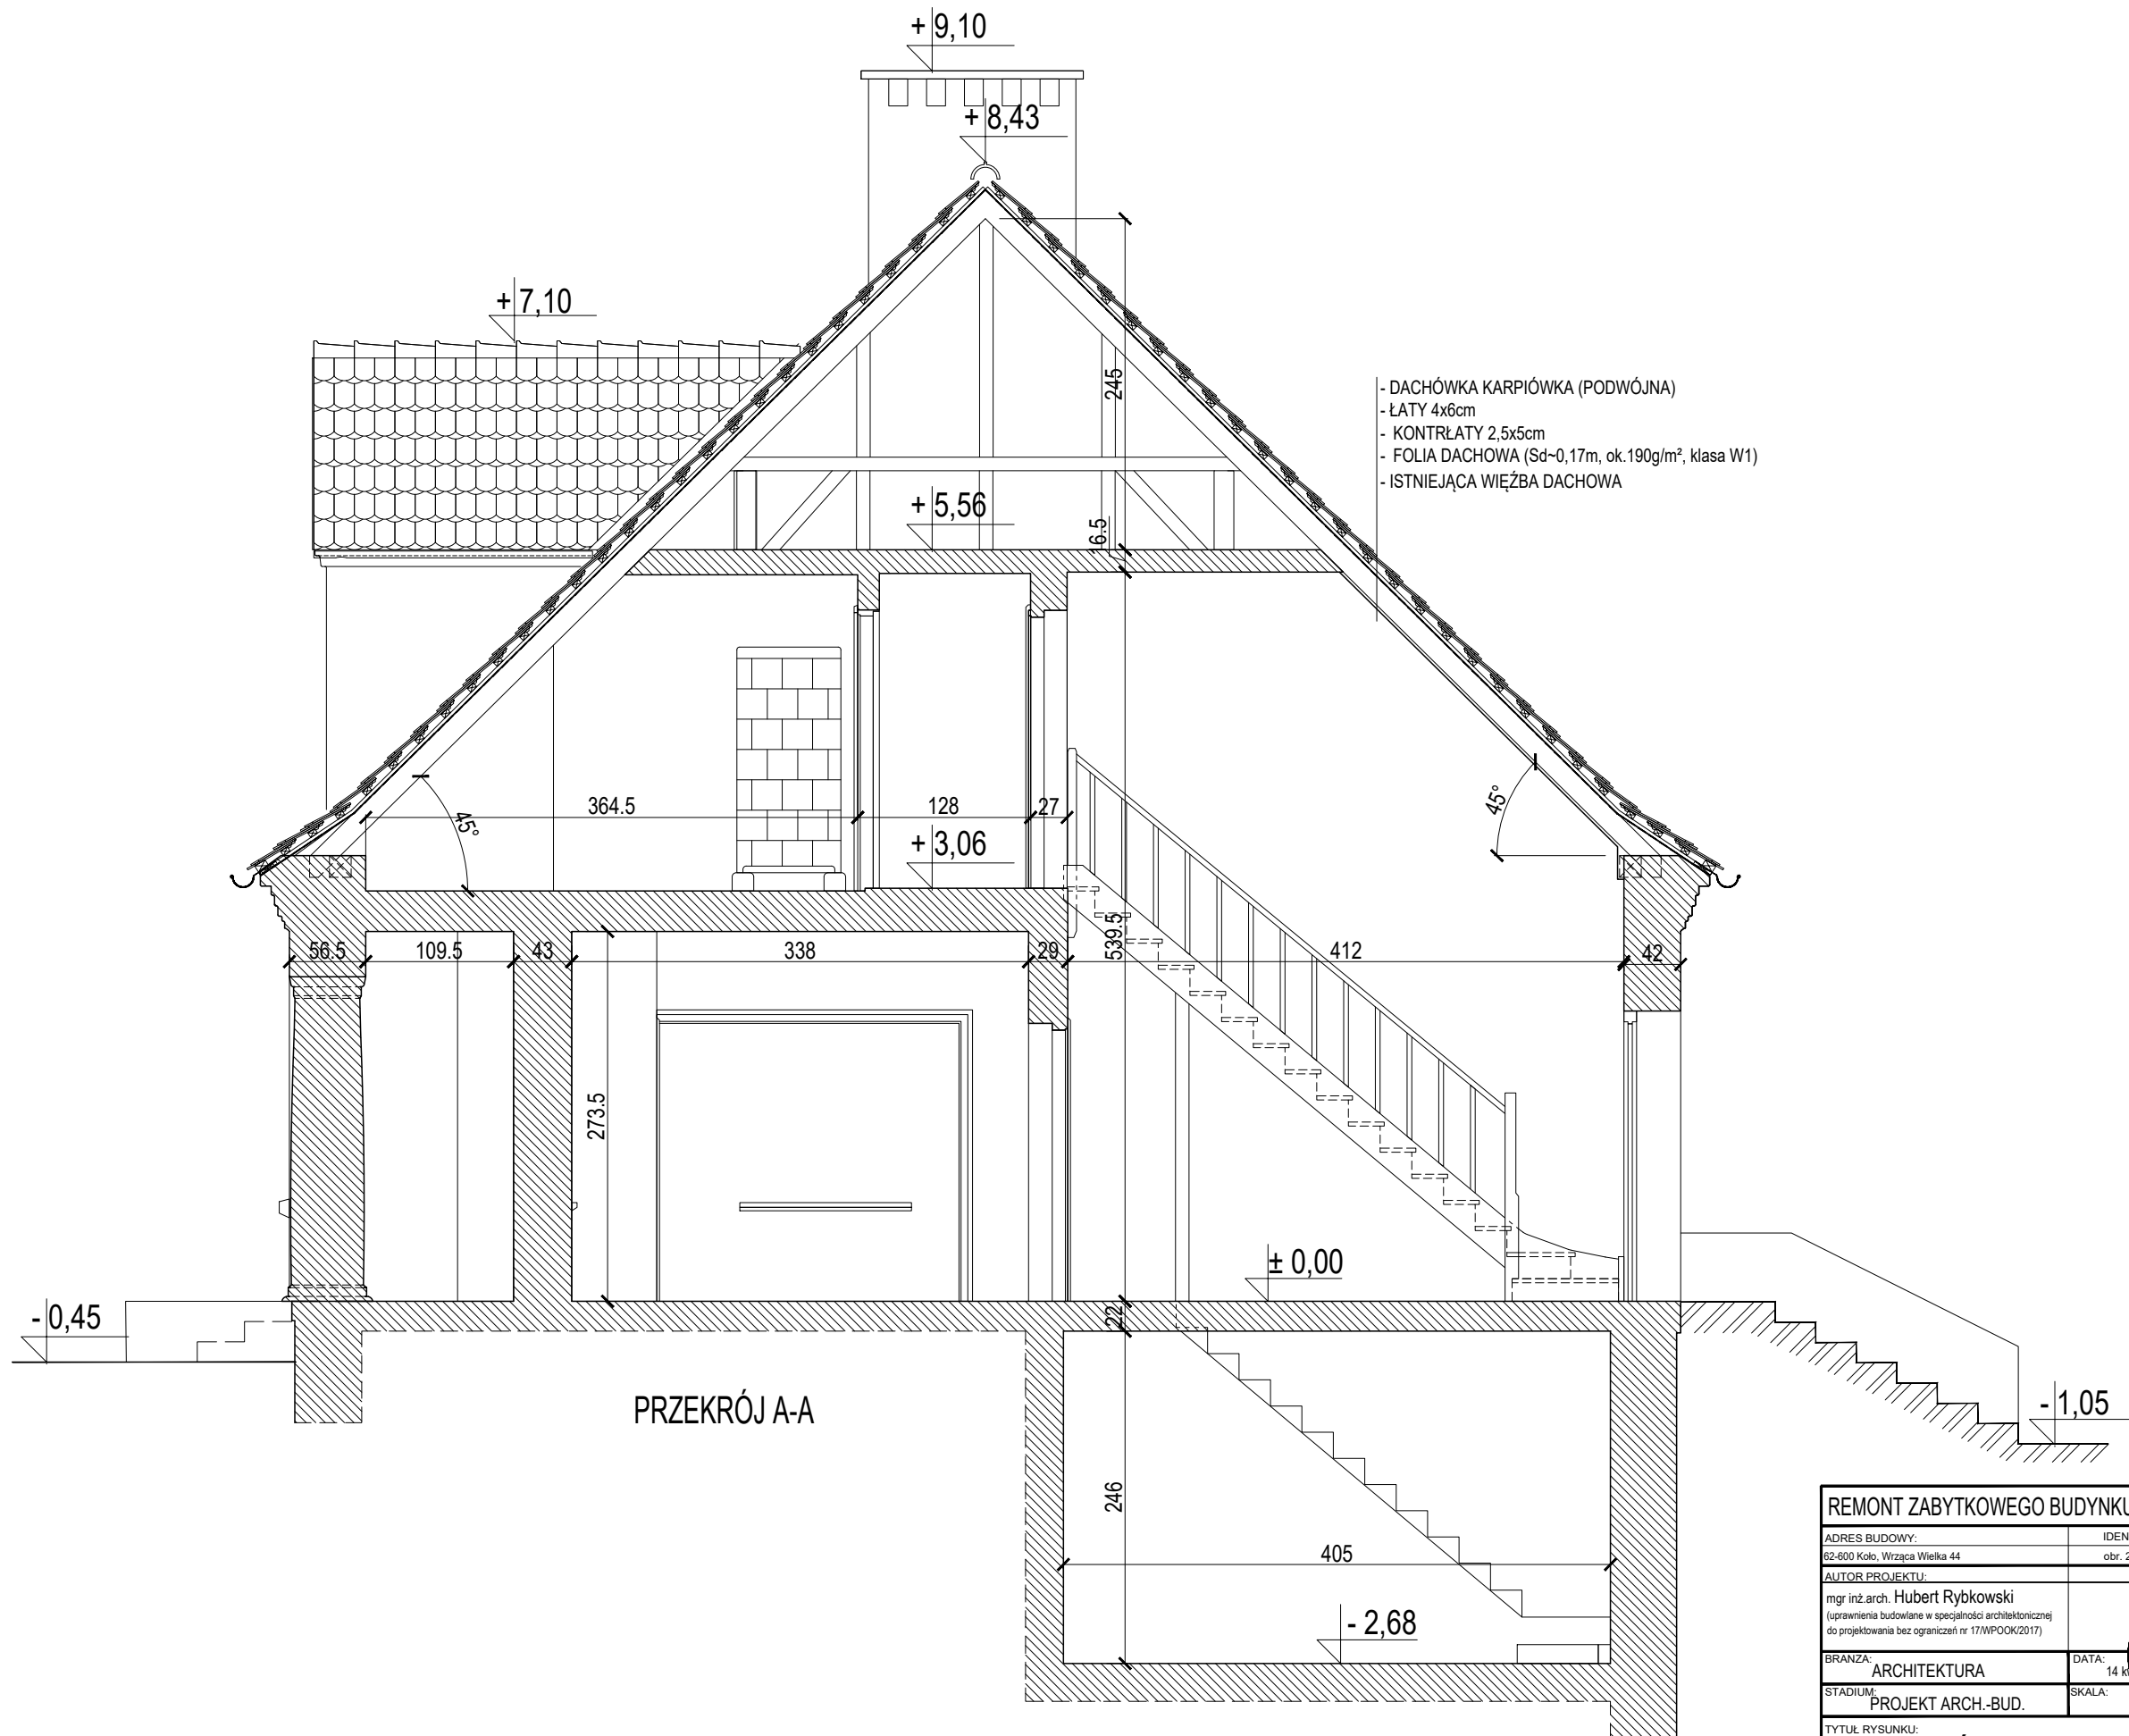 + 9,10
+ 8,43
+ 7,10
245
- DACHÓWKA KARPIÓWKA (PODWÓJNA)
- ŁATY 4x6cm
- KONTRŁATY 2,5x5cm
- FOLIA DACHOWA (Sd~0,17m, ok.190g/m², klasa W1)
- ISTNIEJĄCA WIĘŹBA DACHOWA
+ 5,56
16.5
364.5
128
27
45°
45°
+ 3,06
56.5
109.5
43
338
29
539.5
412
42
273.5
± 0,00
- 0,45
22
PRZEKRÓJ A-A
- 1,05
246
405
- 2,68
REMONT ZABYTKOWEGO BUDYNKU
ADRES BUDOWY:
IDEN
62-600 Koło, Wrząca Wielka 44
obr. 2
AUTOR PROJEKTU:
mgr inż.arch. Hubert Rybkowski
(uprawnienia budowlane w specjalności architektonicznej
do projektowania bez ograniczeń nr 17/WPOOK/2017)
BRANŻA:
ARCHITEKTURA
DATA:
14 k
STADIUM:
PROJEKT ARCH.-BUD.
SKALA:
TYTUŁ RYSUNKU: